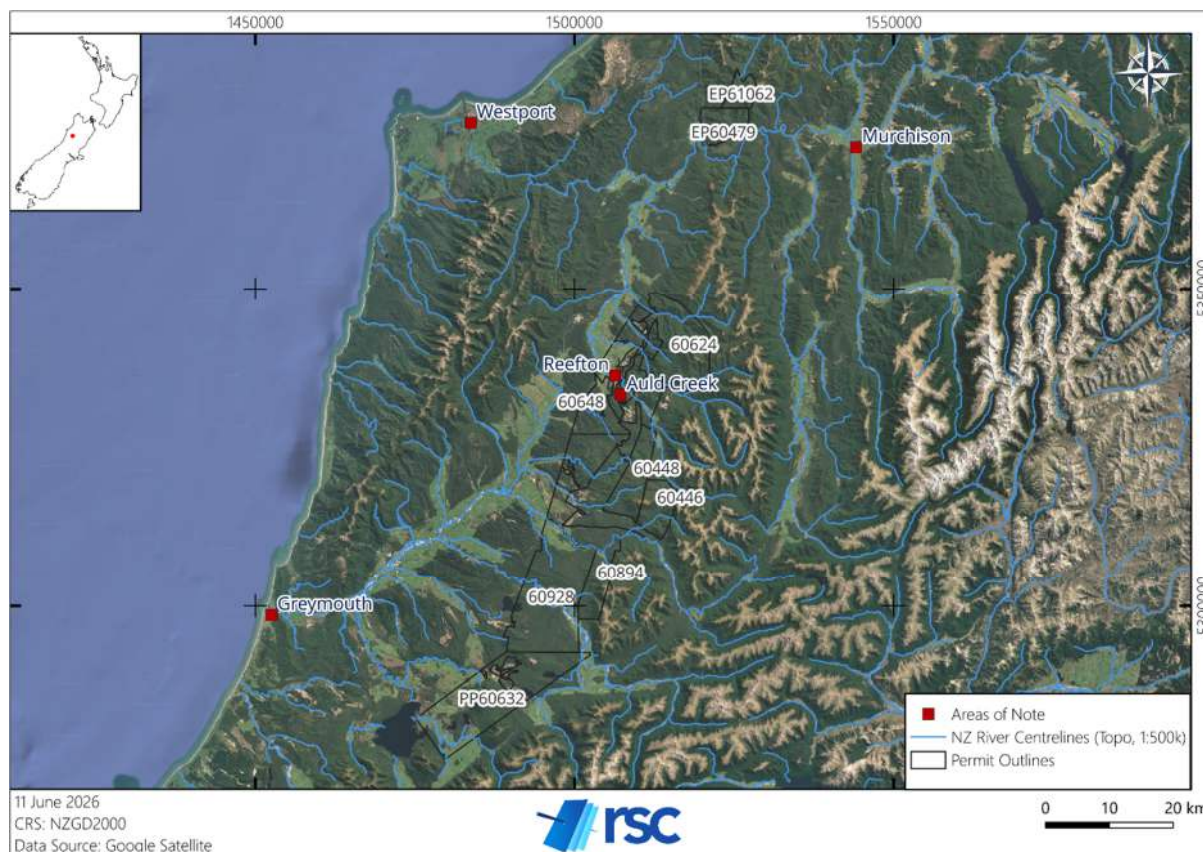 1450000
1500000
1550000
Westport
EP61062
EP60479
Murchison
5350000
60624
Reefton
Auld Creek
60648
60448
60446
60894
60928
5300000
Greymouth
PP60632
Areas of Note
NZ River Centrelines (Topo, 1:500k)
Permit Outlines
11 June 2026
CRS: NZGD2000
Data Source: Google Satellite
rsc
0 10 20 km